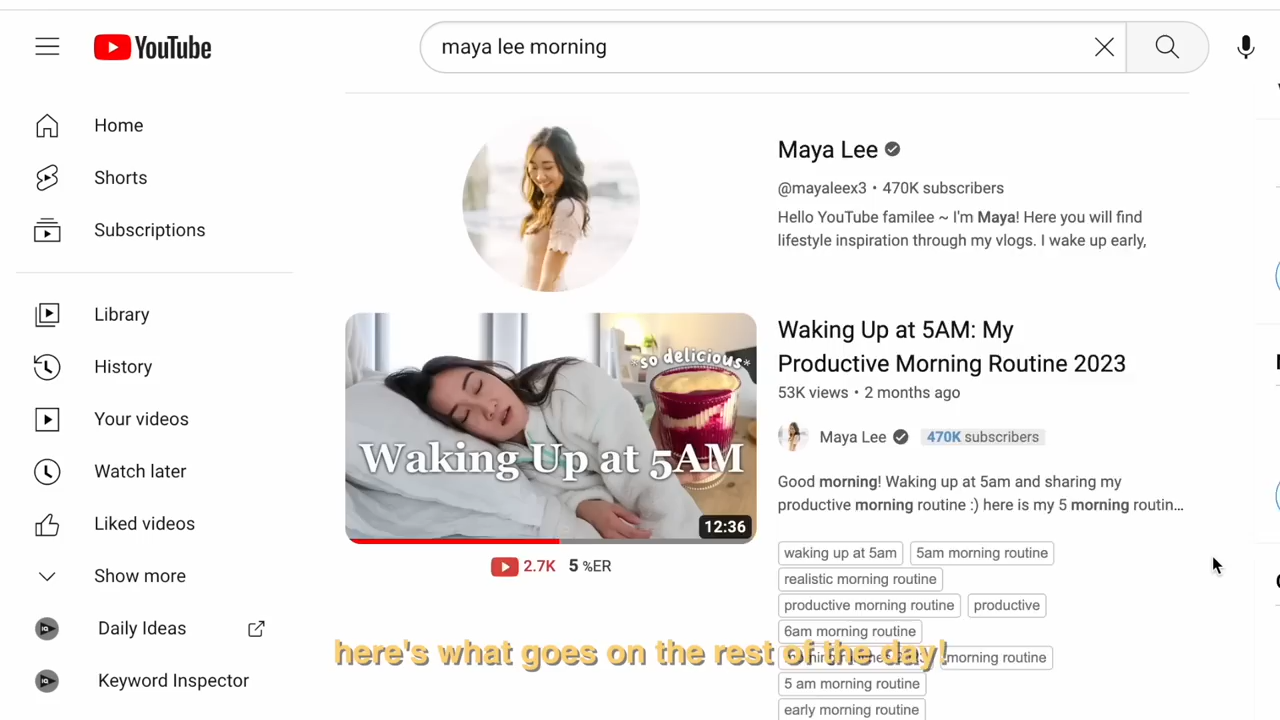 YouTube
maya lee morning
Home
Shorts
Subscriptions
Library
History
Your videos
Watch later
Liked videos
Show more
Daily Ideas
Keyword Inspector
Maya Lee
@mayaleex3 • 470K subscribers
Hello YouTube familee ~ I'm Maya! Here you will find
lifestyle inspiration through my vlogs. I wake up early,
*so delicious*
Waking Up at 5AM
12:36
2.7K 5 %ER
Waking Up at 5AM: My
Productive Morning Routine 2023
53K views • 2 months ago
Maya Lee 470K subscribers
Good morning! Waking up at 5am and sharing my
productive morning routine :) here is my 5 morning routin...
waking up at 5am 5am morning routine
realistic morning routine
productive morning routine productive
6am morning routine
morning routine
5 am morning routine
early morning routine
here's what goes on the rest of the day!